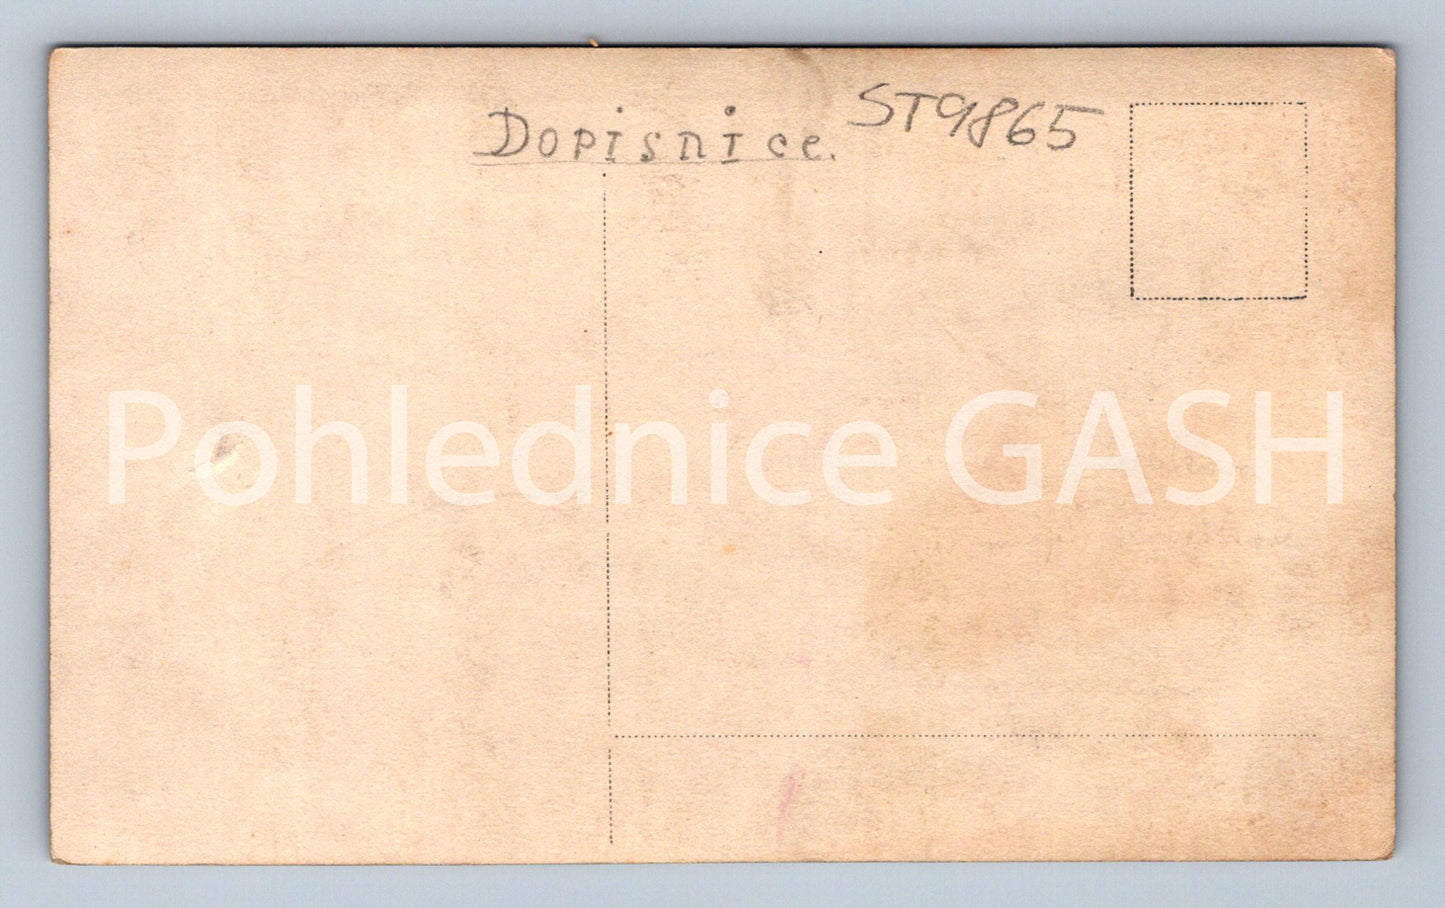 Dopisnice.
ST9865
Pohlednice GASH